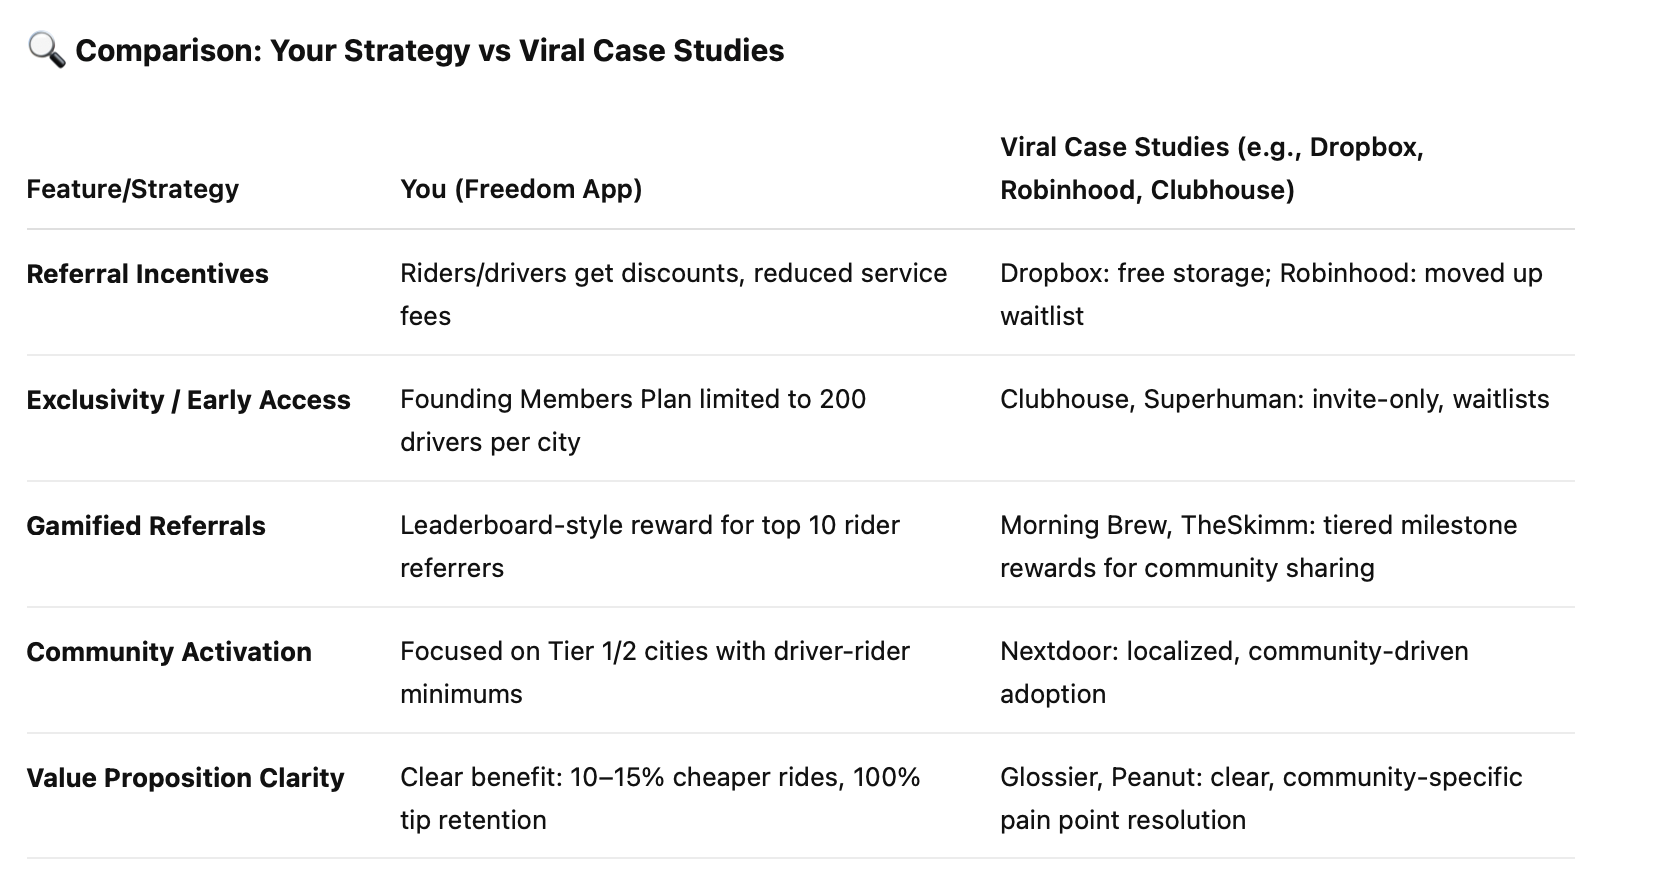 🔍 Comparison: Your Strategy vs Viral Case Studies
Feature/Strategy
You (Freedom App)
Viral Case Studies (e.g., Dropbox,
Robinhood, Clubhouse)
Referral Incentives
Riders/drivers get discounts, reduced service
fees
Dropbox: free storage; Robinhood: moved up
waitlist
Exclusivity / Early Access
Founding Members Plan limited to 200
drivers per city
Clubhouse, Superhuman: invite-only, waitlists
Gamified Referrals
Leaderboard-style reward for top 10 rider
referrers
Morning Brew, TheSkimm: tiered milestone
rewards for community sharing
Community Activation
Focused on Tier 1/2 cities with driver-rider
minimums
Nextdoor: localized, community-driven
adoption
Value Proposition Clarity
Clear benefit: 10–15% cheaper rides, 100%
tip retention
Glossier, Peanut: clear, community-specific
pain point resolution